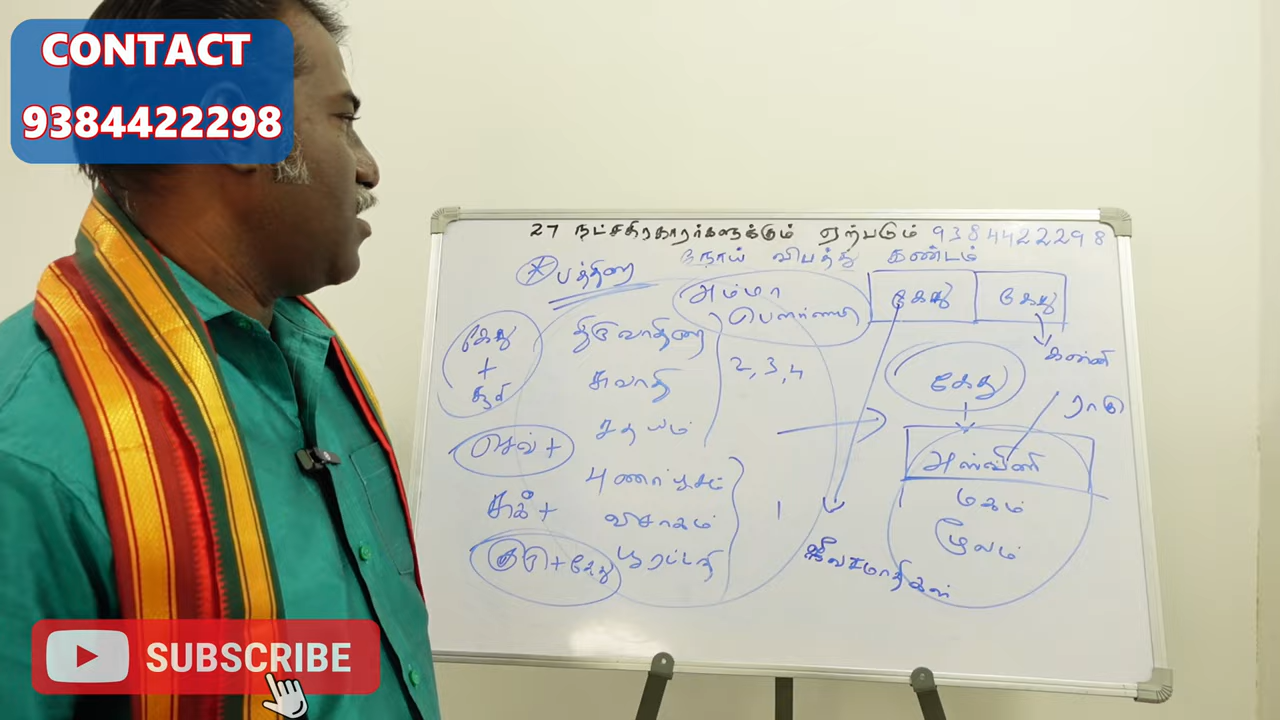 CONTACT
9384422298
27 நட்சதிரகாரர்களுக்கும் ஏற்படும் 9384422298
நோய் விபத்து கண்டம்
பத்திரை
அம்மா
பௌர்ணமி
கேது
கேது
கன்னி
கேது
+
சூரி
திருவாதிரை
சுவாதி
சதயம்
2, 3, 4
கேது
ராகு
செவ் +
அஸ்வினி
மகம்
மூலம்
புணர்பூசம்
விசாகம்
பூரட்டாதி
1
சுக் +
குரு + கேது
ஜீவசமாதிகள்
SUBSCRIBE